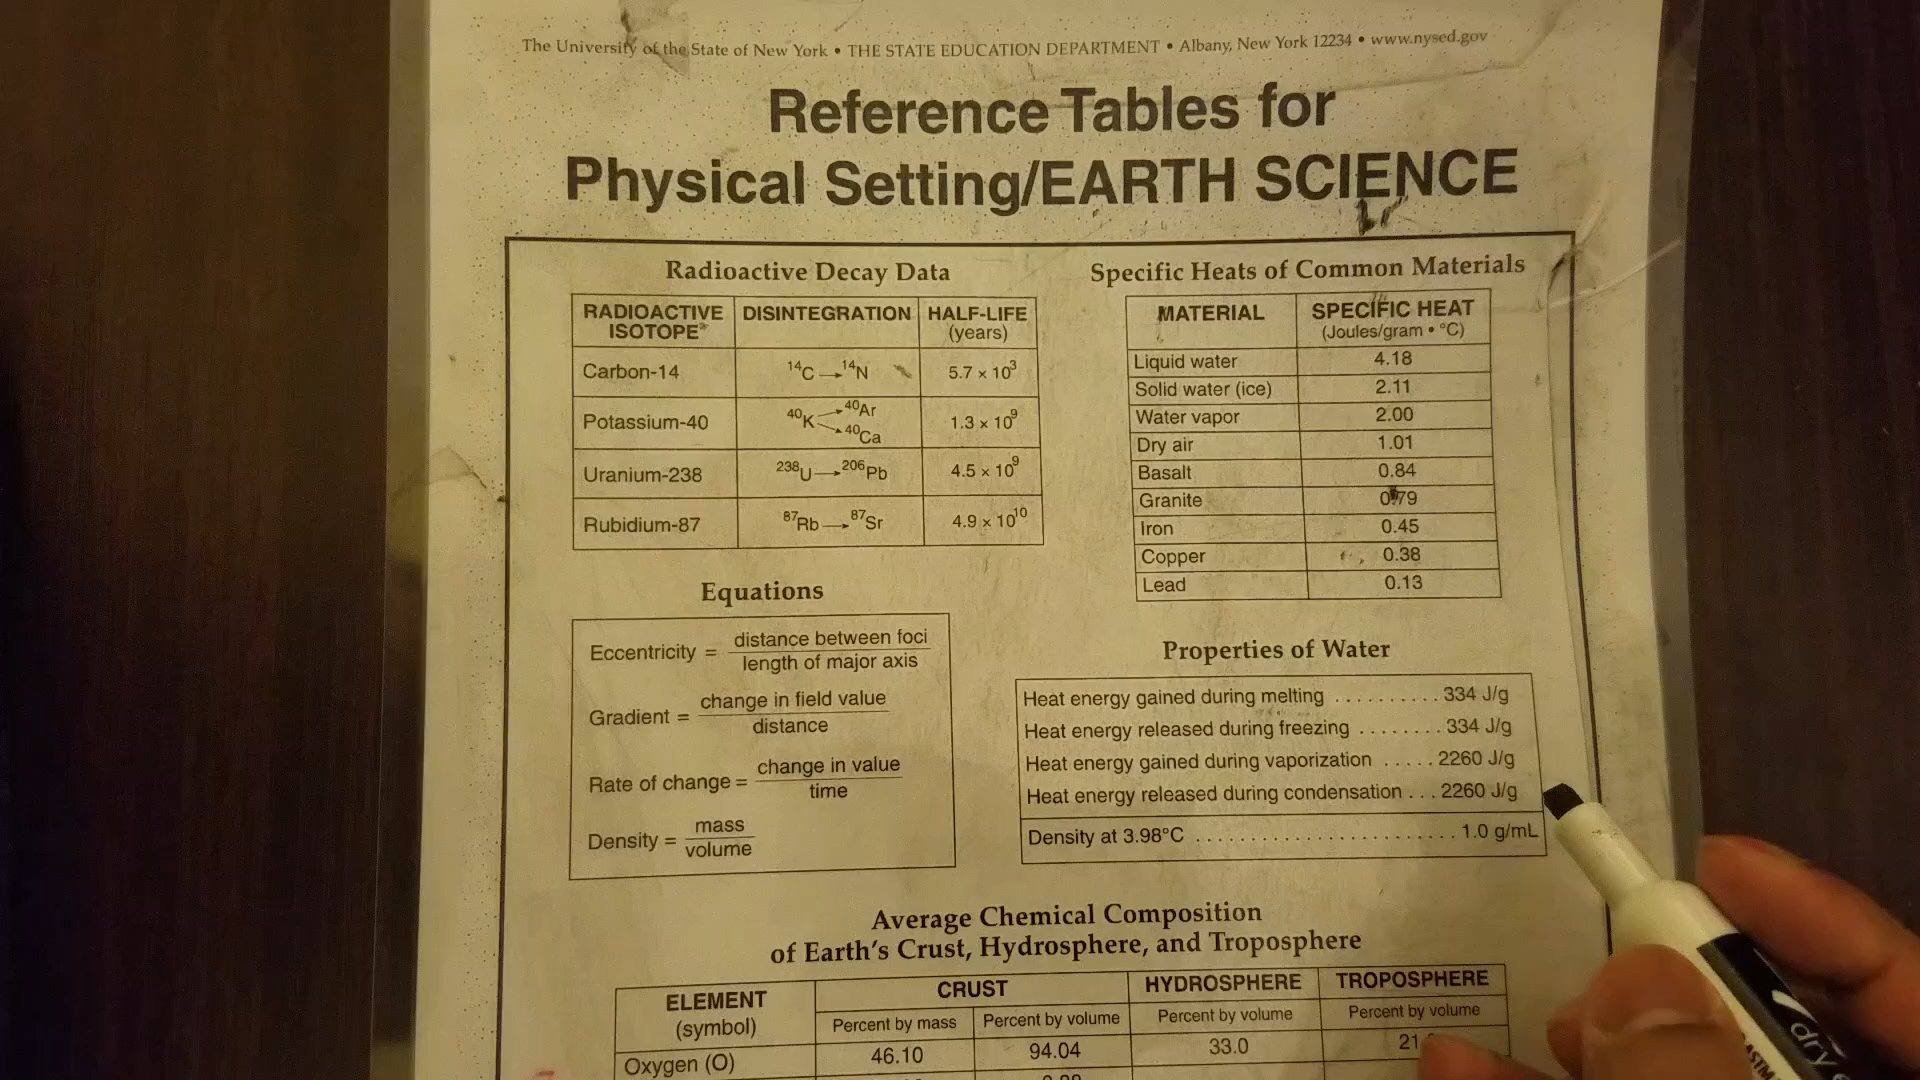 The University of the State of New York • THE STATE EDUCATION DEPARTMENT • Albany, New York 12234 • www.nysed.gov
Reference Tables for
Physical Setting/EARTH SCIENCE
Radioactive Decay Data
RADIOACTIVE ISOTOPE DISINTEGRATION HALF-LIFE (years)
Carbon-14 ¹⁴C → ¹⁴N 5.7 × 10³
Potassium-40 ⁴⁰K → ⁴⁰Ar → ⁴⁰Ca 1.3 × 10⁹
Uranium-238 ²³⁸U → ²⁰⁶Pb 4.5 × 10⁹
Rubidium-87 ⁸⁷Rb → ⁸⁷Sr 4.9 × 10¹⁰
Specific Heats of Common Materials
MATERIAL SPECIFIC HEAT (Joules/gram • °C)
Liquid water 4.18
Solid water (ice) 2.11
Water vapor 2.00
Dry air 1.01
Basalt 0.84
Granite 0.79
Iron 0.45
Copper 0.38
Lead 0.13
Equations
Eccentricity = distance between foci / length of major axis
Gradient = change in field value / distance
Rate of change = change in value / time
Density = mass / volume
Properties of Water
Heat energy gained during melting .......... 334 J/g
Heat energy released during freezing ........ 334 J/g
Heat energy gained during vaporization ..... 2260 J/g
Heat energy released during condensation ... 2260 J/g
Density at 3.98°C ........................ 1.0 g/mL
Average Chemical Composition
of Earth's Crust, Hydrosphere, and Troposphere
ELEMENT (symbol) CRUST HYDROSPHERE TROPOSPHERE
Percent by mass Percent by volume Percent by volume Percent by volume
Oxygen (O) 46.10 94.04 33.0 21
dry